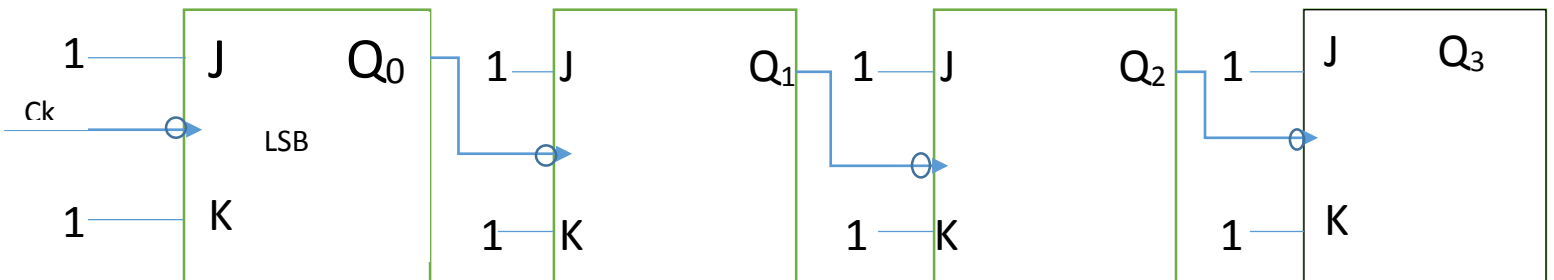 1 J Q₀ 1 J Q₁ 1 J Q₂ 1 J Q₃
Ck
LSB
1 K 1 K 1 K 1 K